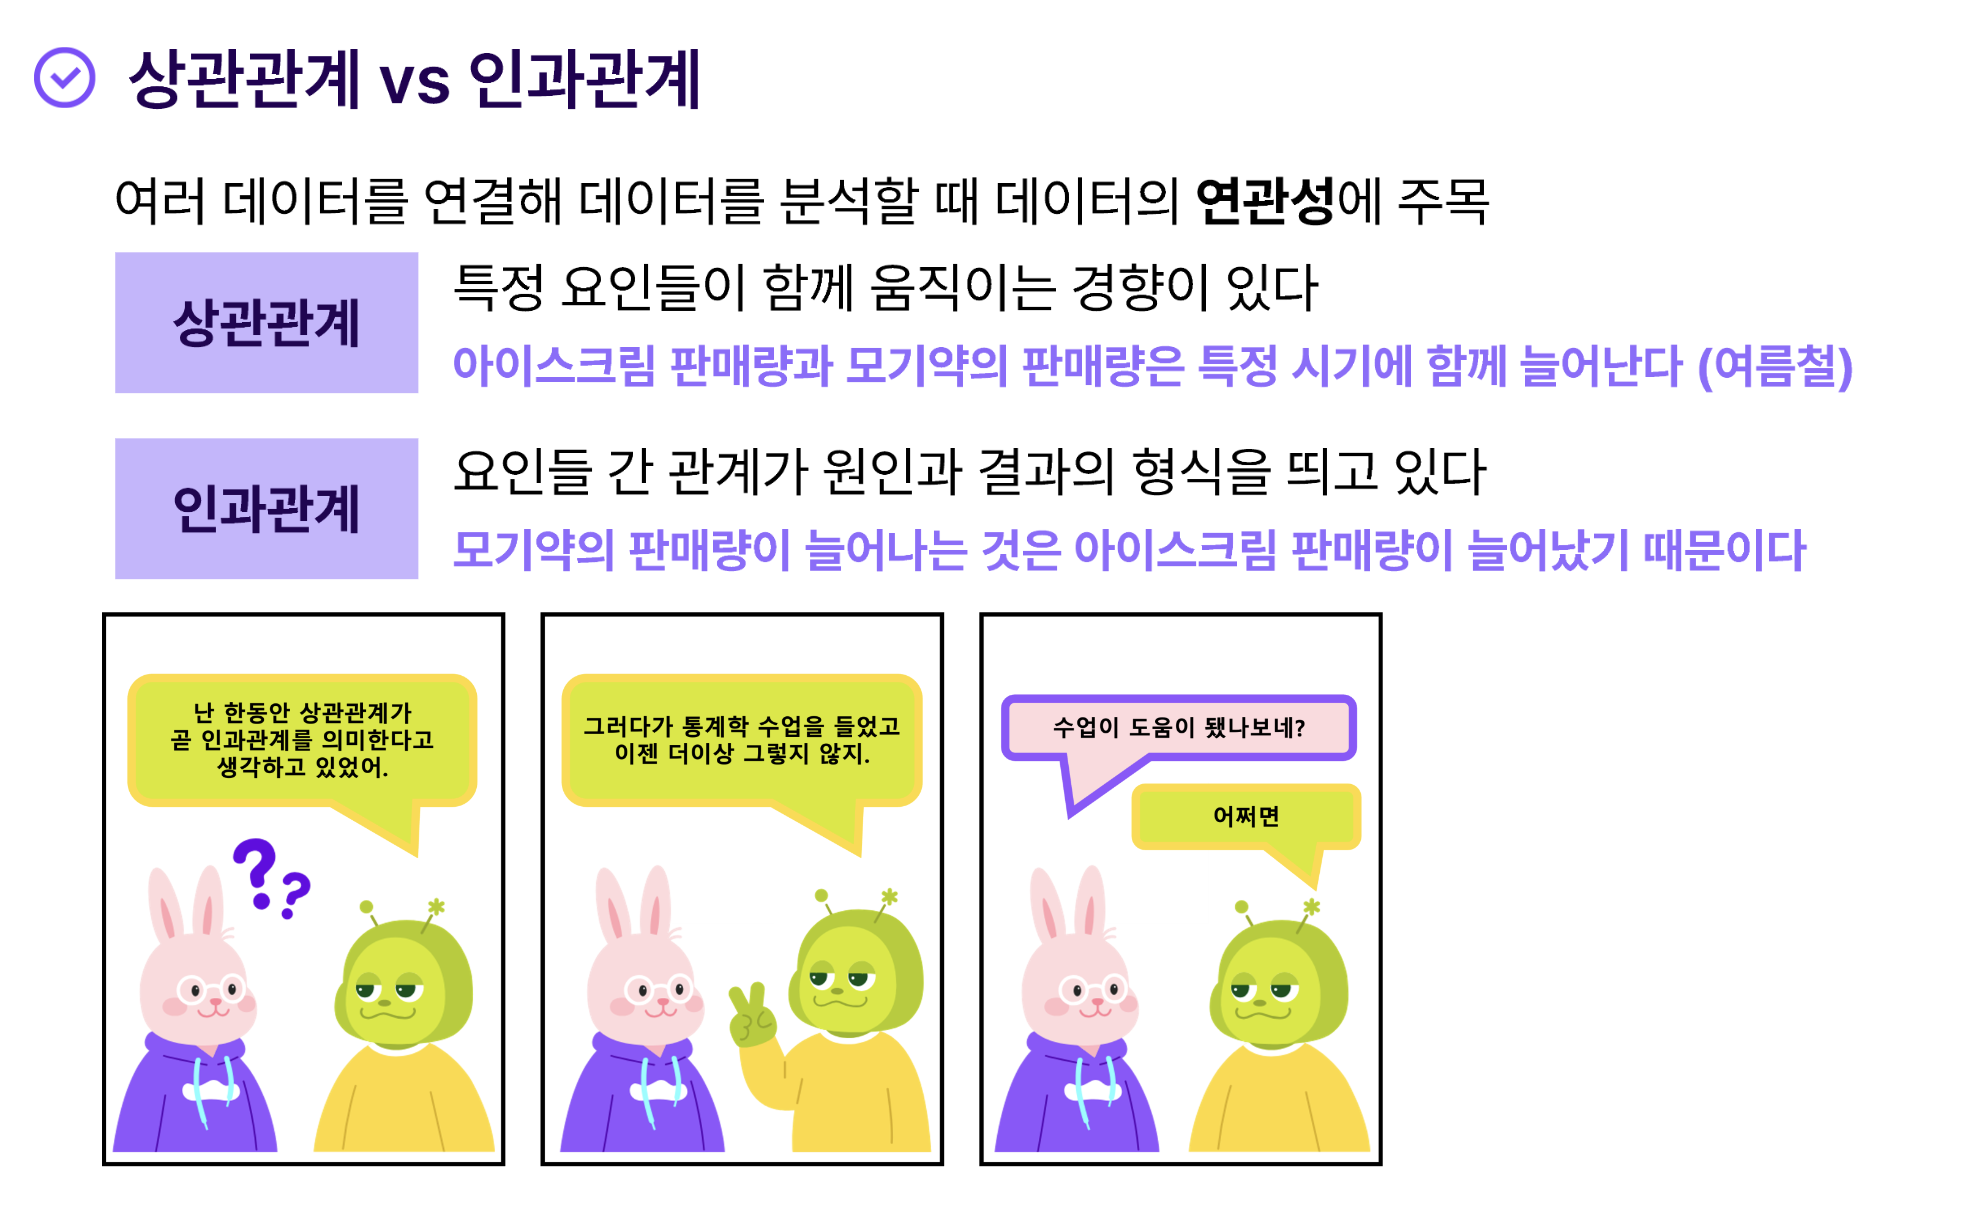 상관관계 vs 인과관계
여러 데이터를 연결해 데이터를 분석할 때 데이터의 연관성에 주목
상관관계
특정 요인들이 함께 움직이는 경향이 있다
아이스크림 판매량과 모기약의 판매량은 특정 시기에 함께 늘어난다 (여름철)
인과관계
요인들 간 관계가 원인과 결과의 형식을 띄고 있다
모기약의 판매량이 늘어나는 것은 아이스크림 판매량이 늘어났기 때문이다
난 한동안 상관관계가
곧 인과관계를 의미한다고
생각하고 있었어.
??
그러다가 통계학 수업을 들었고
이젠 더이상 그렇지 않지.
수업이 도움이 됐나보네?
어쩌면